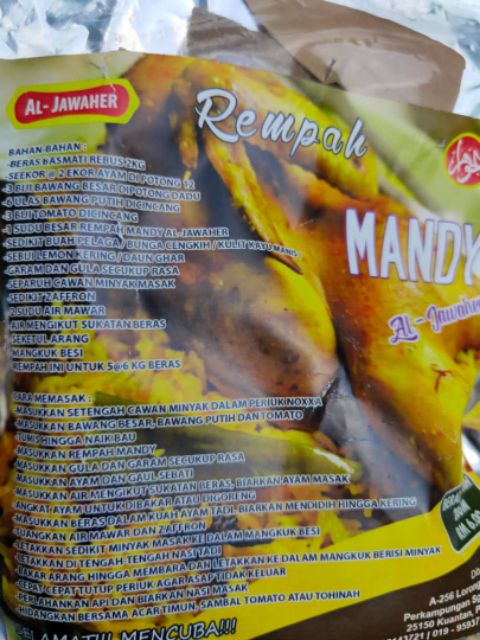 AL-JAWAHER
Rempah
MANDY
Al-Jawaher
BAHAN-BAHAN :
-BERAS BASMATI REBUS 2KG
-SEEKOR @ 2 EKOR AYAM DI POTONG 12
-3 BIJI BAWANG BESAR DIPOTONG DADU
ULAS BAWANG PUTIH DICINCANG
-3 BIJI TOMATO DICINCANG
-3 SUDU BESAR REMPAH MANDY AL-JAWAHER
-SEDIKIT BUAH PELAGA / BUNGA CENGKIH / KULIT KAYU MANIS
-SEBIJI LEMON KERING / DAUN GHAR
-GARAM DAN GULA SECUKUP RASA
-SEPARUH CAWAN MINYAK MASAK
-SEDIKIT ZAFFRON
SUDU AIR MAWAR
-AIR MENGIKUT SUKATAN BERAS
-SEKETUL ARANG
-MANGKUK BESI
-REMPAH INI UNTUK 5@6 KG BERAS
CARA MEMASAK :
-MASUKKAN SETENGAH CAWAN MINYAK DALAM PERIUK NOXXA
-MASUKKAN BAWANG BESAR, BAWANG PUTIH DAN TOMATO
-TUMIS HINGGA NAIK BAU
-MASUKKAN REMPAH MANDY
-MASUKKAN GULA DAN GARAM SECUKUP RASA
-MASUKKAN AYAM DAN GAUL SEBATI
-MASUKKAN AIR MENGIKUT SUKATAN BERAS, BIARKAN AYAM MASAK
-ANGKAT AYAM UNTUK DIBAKAR ATAU DIGORENG
-MASUKKAN BERAS DALAM KUAH AYAM TADI. BIARKAN MENDIDIH HINGGA KERING
-TUANGKAN AIR MAWAR DAN ZAFFRON
-LETAKKAN SEDIKIT MINYAK MASAK KE DALAM MANGKUK BESI
-LETAKKAN DI TENGAH-TENGAH NASI TADI
-BAKAR ARANG HINGGA MEMBARA DAN LETAKKAN KE DALAM MANGKUK BERISI MINYAK
-CEPAT CEPAT TUTUP PERIUK AGAR ASAP TIDAK KELUAR
-PERLAHANKAN API DAN BIARKAN NASI MASAK
-HIDANGKAN BERSAMA ACAR TIMUN, SAMBAL TOMATO ATAU TOHINAH
SELAMAT MENCUBA!!!
A-256 Lorong
Perkampungan
25150 Kuantan,